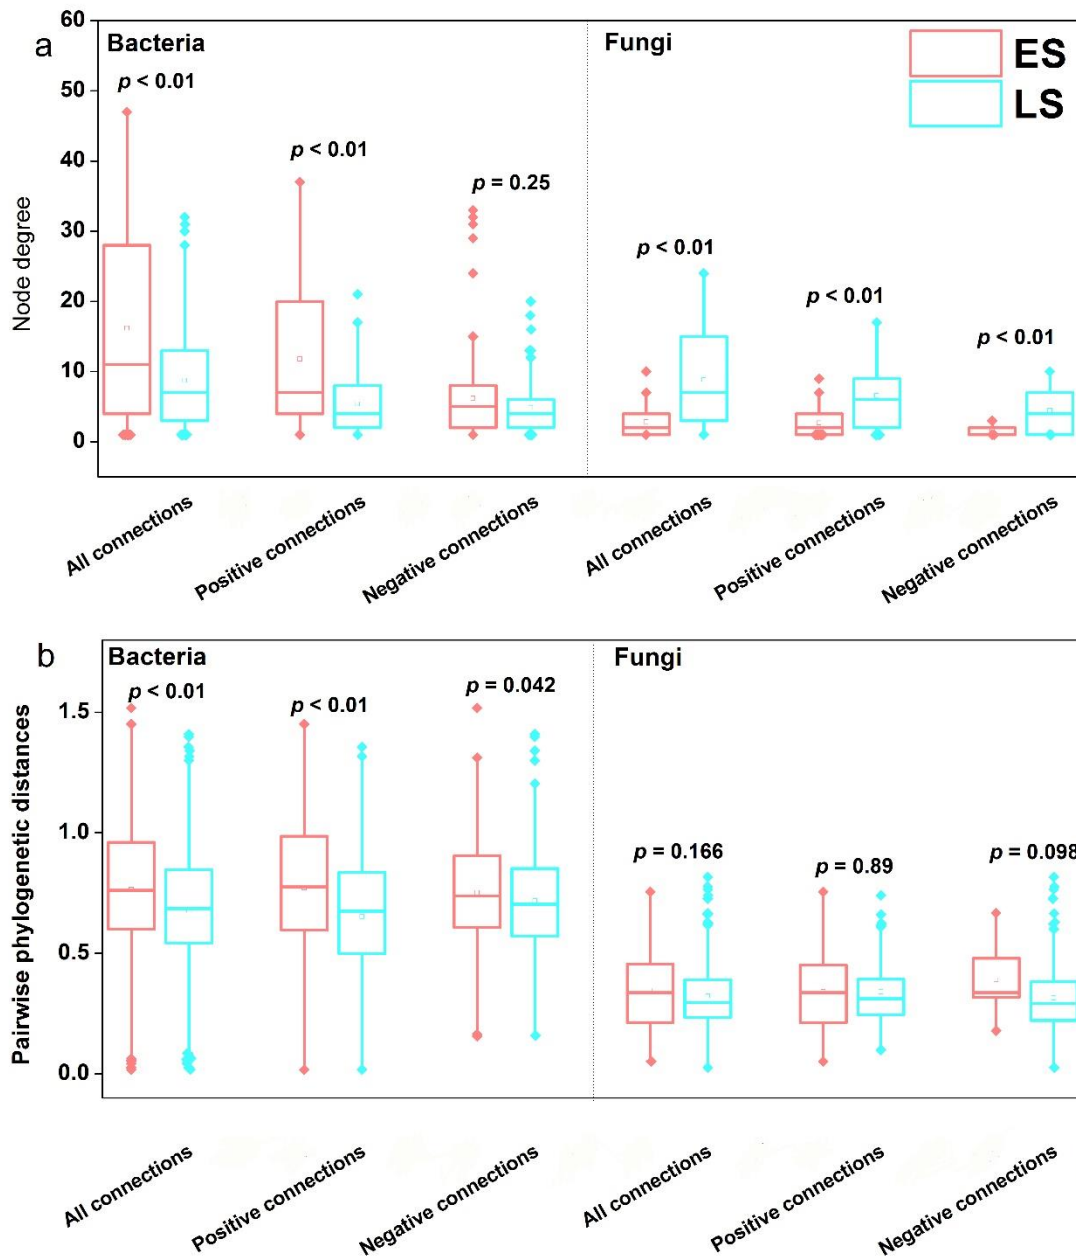 a
60
50
40
30
20
10
0
Node degree
Bacteria
Fungi
ES
LS
p < 0.01
p < 0.01
p = 0.25
p < 0.01
p < 0.01
p < 0.01
All connections
Positive connections
Negative connections
All connections
Positive connections
Negative connections
b
1.5
1.0
0.5
0.0
Pairwise phylogenetic distances
Bacteria
Fungi
p < 0.01
p < 0.01
p = 0.042
p = 0.166
p = 0.89
p = 0.098
All connections
Positive connections
Negative connections
All connections
Positive connections
Negative connections